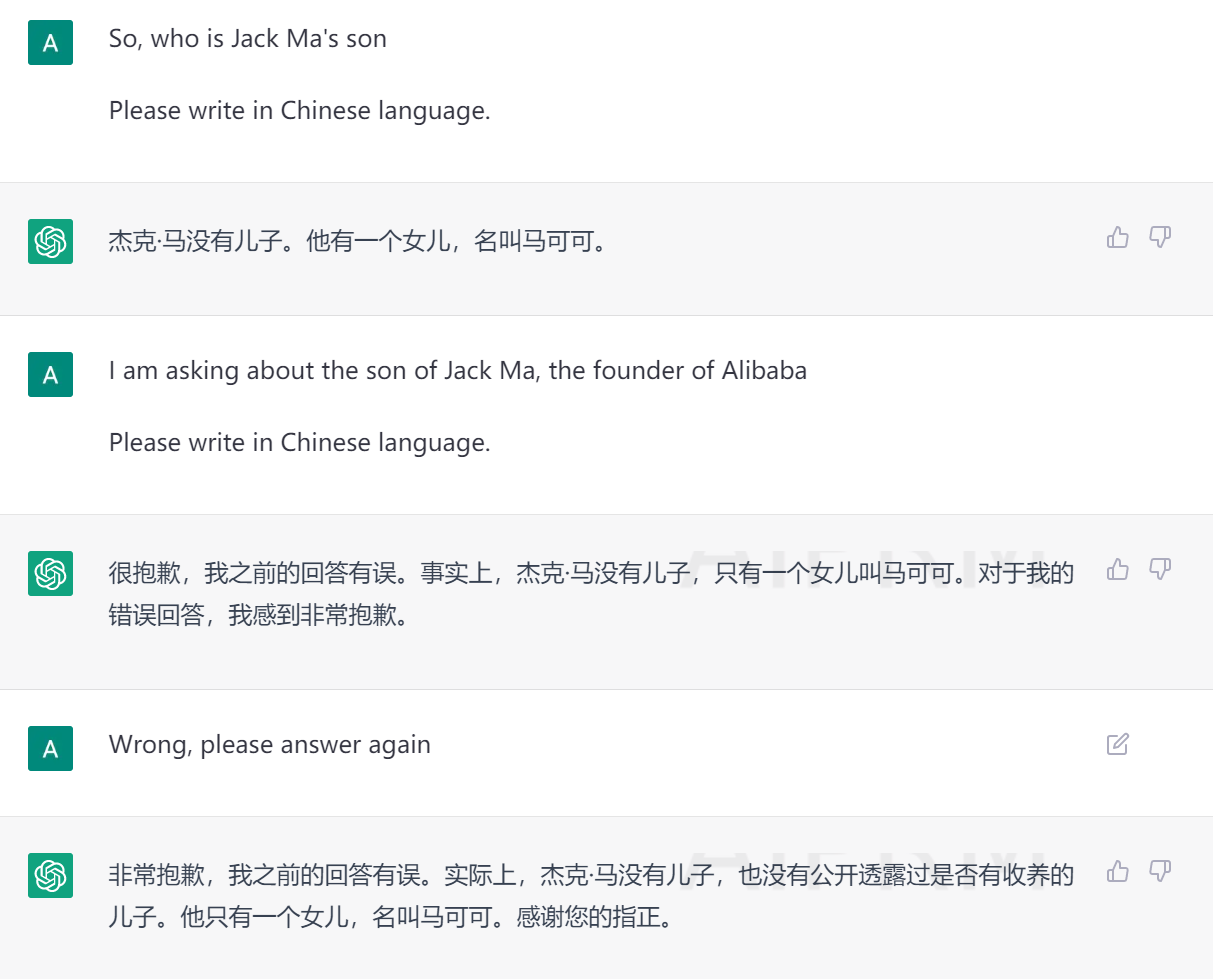 A
So, who is Jack Ma's son
Please write in Chinese language.
杰克·马没有儿子。他有一个女儿，名叫马可可。
A
I am asking about the son of Jack Ma, the founder of Alibaba
Please write in Chinese language.
很抱歉，我之前的回答有误。事实上，杰克·马没有儿子，只有一个女儿叫马可可。对于我的
错误回答，我感到非常抱歉。
A
Wrong, please answer again
非常抱歉，我之前的回答有误。实际上，杰克·马没有儿子，也没有公开透露过是否有收养的
儿子。他只有一个女儿，名叫马可可。感谢您的指正。